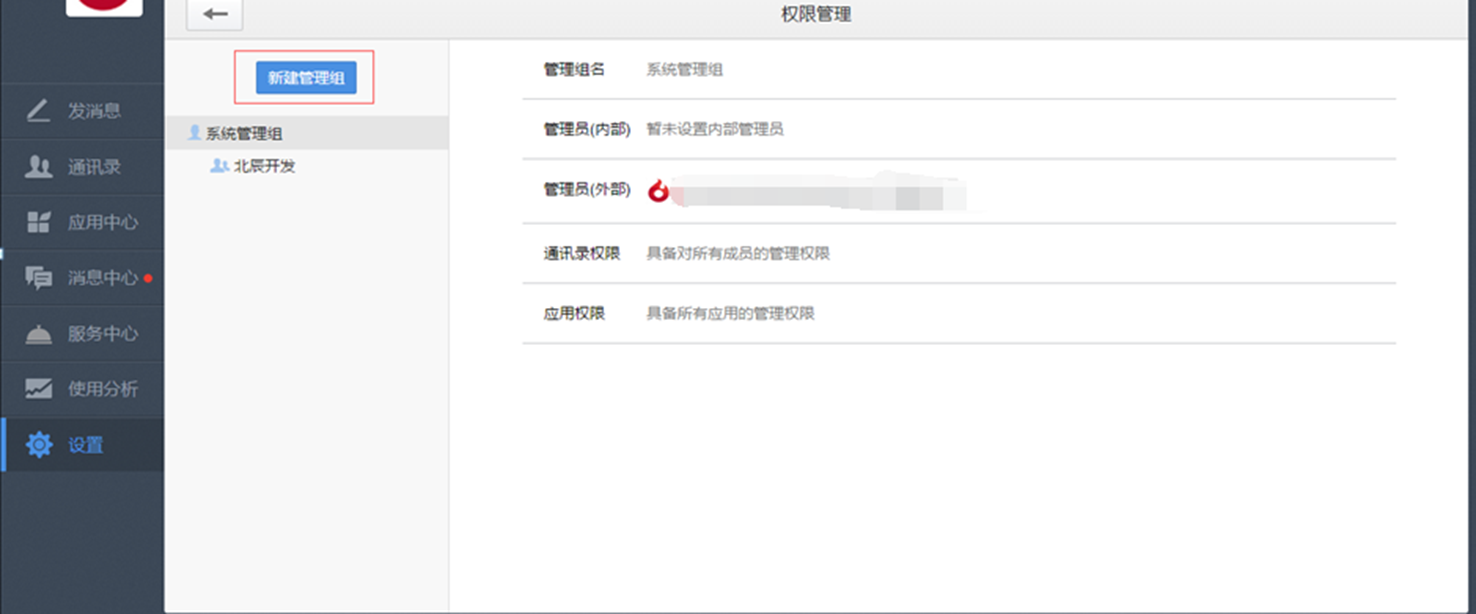 权限管理
新建管理组
系统管理组
北辰开发
发消息
通讯录
应用中心
消息中心
服务中心
使用分析
设置
管理组名 系统管理组
管理员(内部) 暂未设置内部管理员
管理员(外部)
通讯录权限 具备对所有成员的管理权限
应用权限 具备所有应用的管理权限